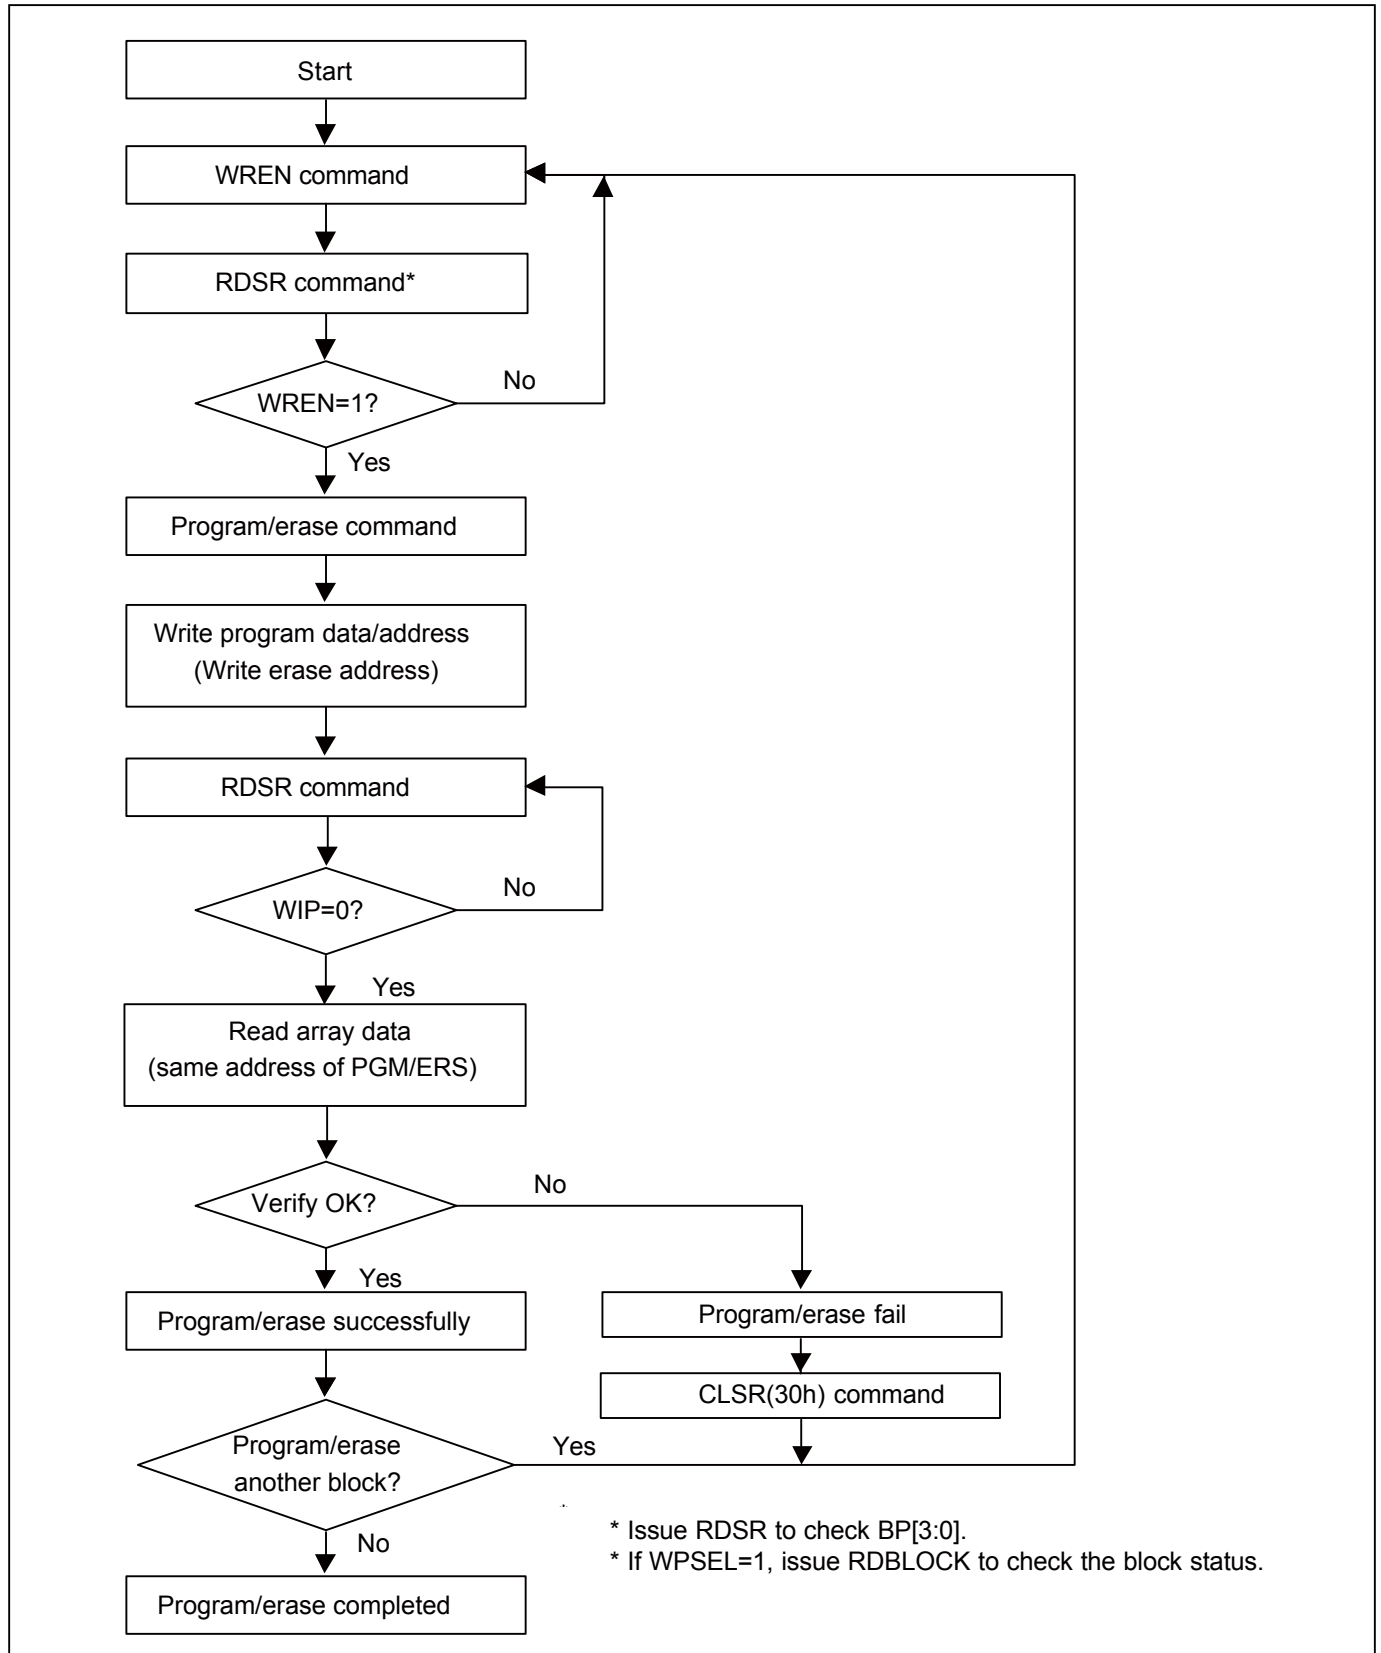 Start
WREN command
RDSR command*
WREN=1?
No
Yes
Program/erase command
Write program data/address
(Write erase address)
RDSR command
WIP=0?
No
Yes
Read array data
(same address of PGM/ERS)
Verify OK?
No
Yes
Program/erase successfully
Program/erase fail
CLSR(30h) command
Program/erase
another block?
Yes
No
*
* Issue RDSR to check BP[3:0].
* If WPSEL=1, issue RDBLOCK to check the block status.
Program/erase completed